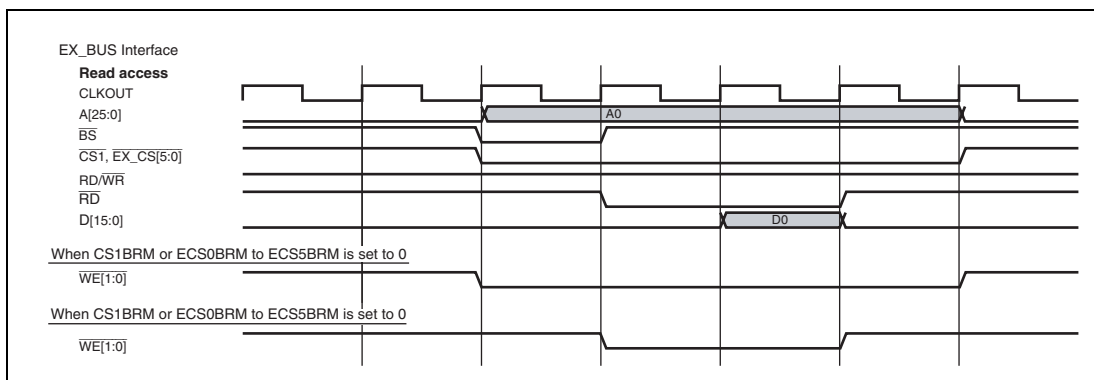 EX_BUS Interface
Read access
CLKOUT
A[25:0]
A0
BS
CS1, EX_CS[5:0]
RD/WR
RD
D[15:0]
D0
When CS1BRM or ECS0BRM to ECS5BRM is set to 0
WE[1:0]
When CS1BRM or ECS0BRM to ECS5BRM is set to 0
WE[1:0]